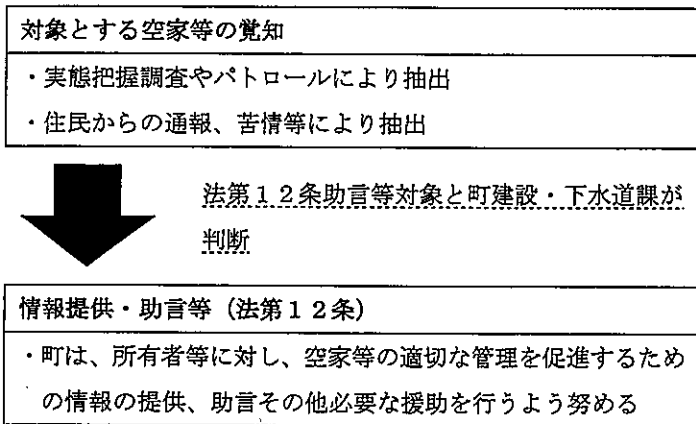 対象とする空家等の覚知
・実態把握調査やパトロールにより抽出
・住民からの通報、苦情等により抽出
法第12条助言等対象と町建設・下水道課が
判断
情報提供・助言等（法第12条）
・町は、所有者等に対し、空家等の適切な管理を促進するため
の情報の提供、助言その他必要な援助を行うよう努める